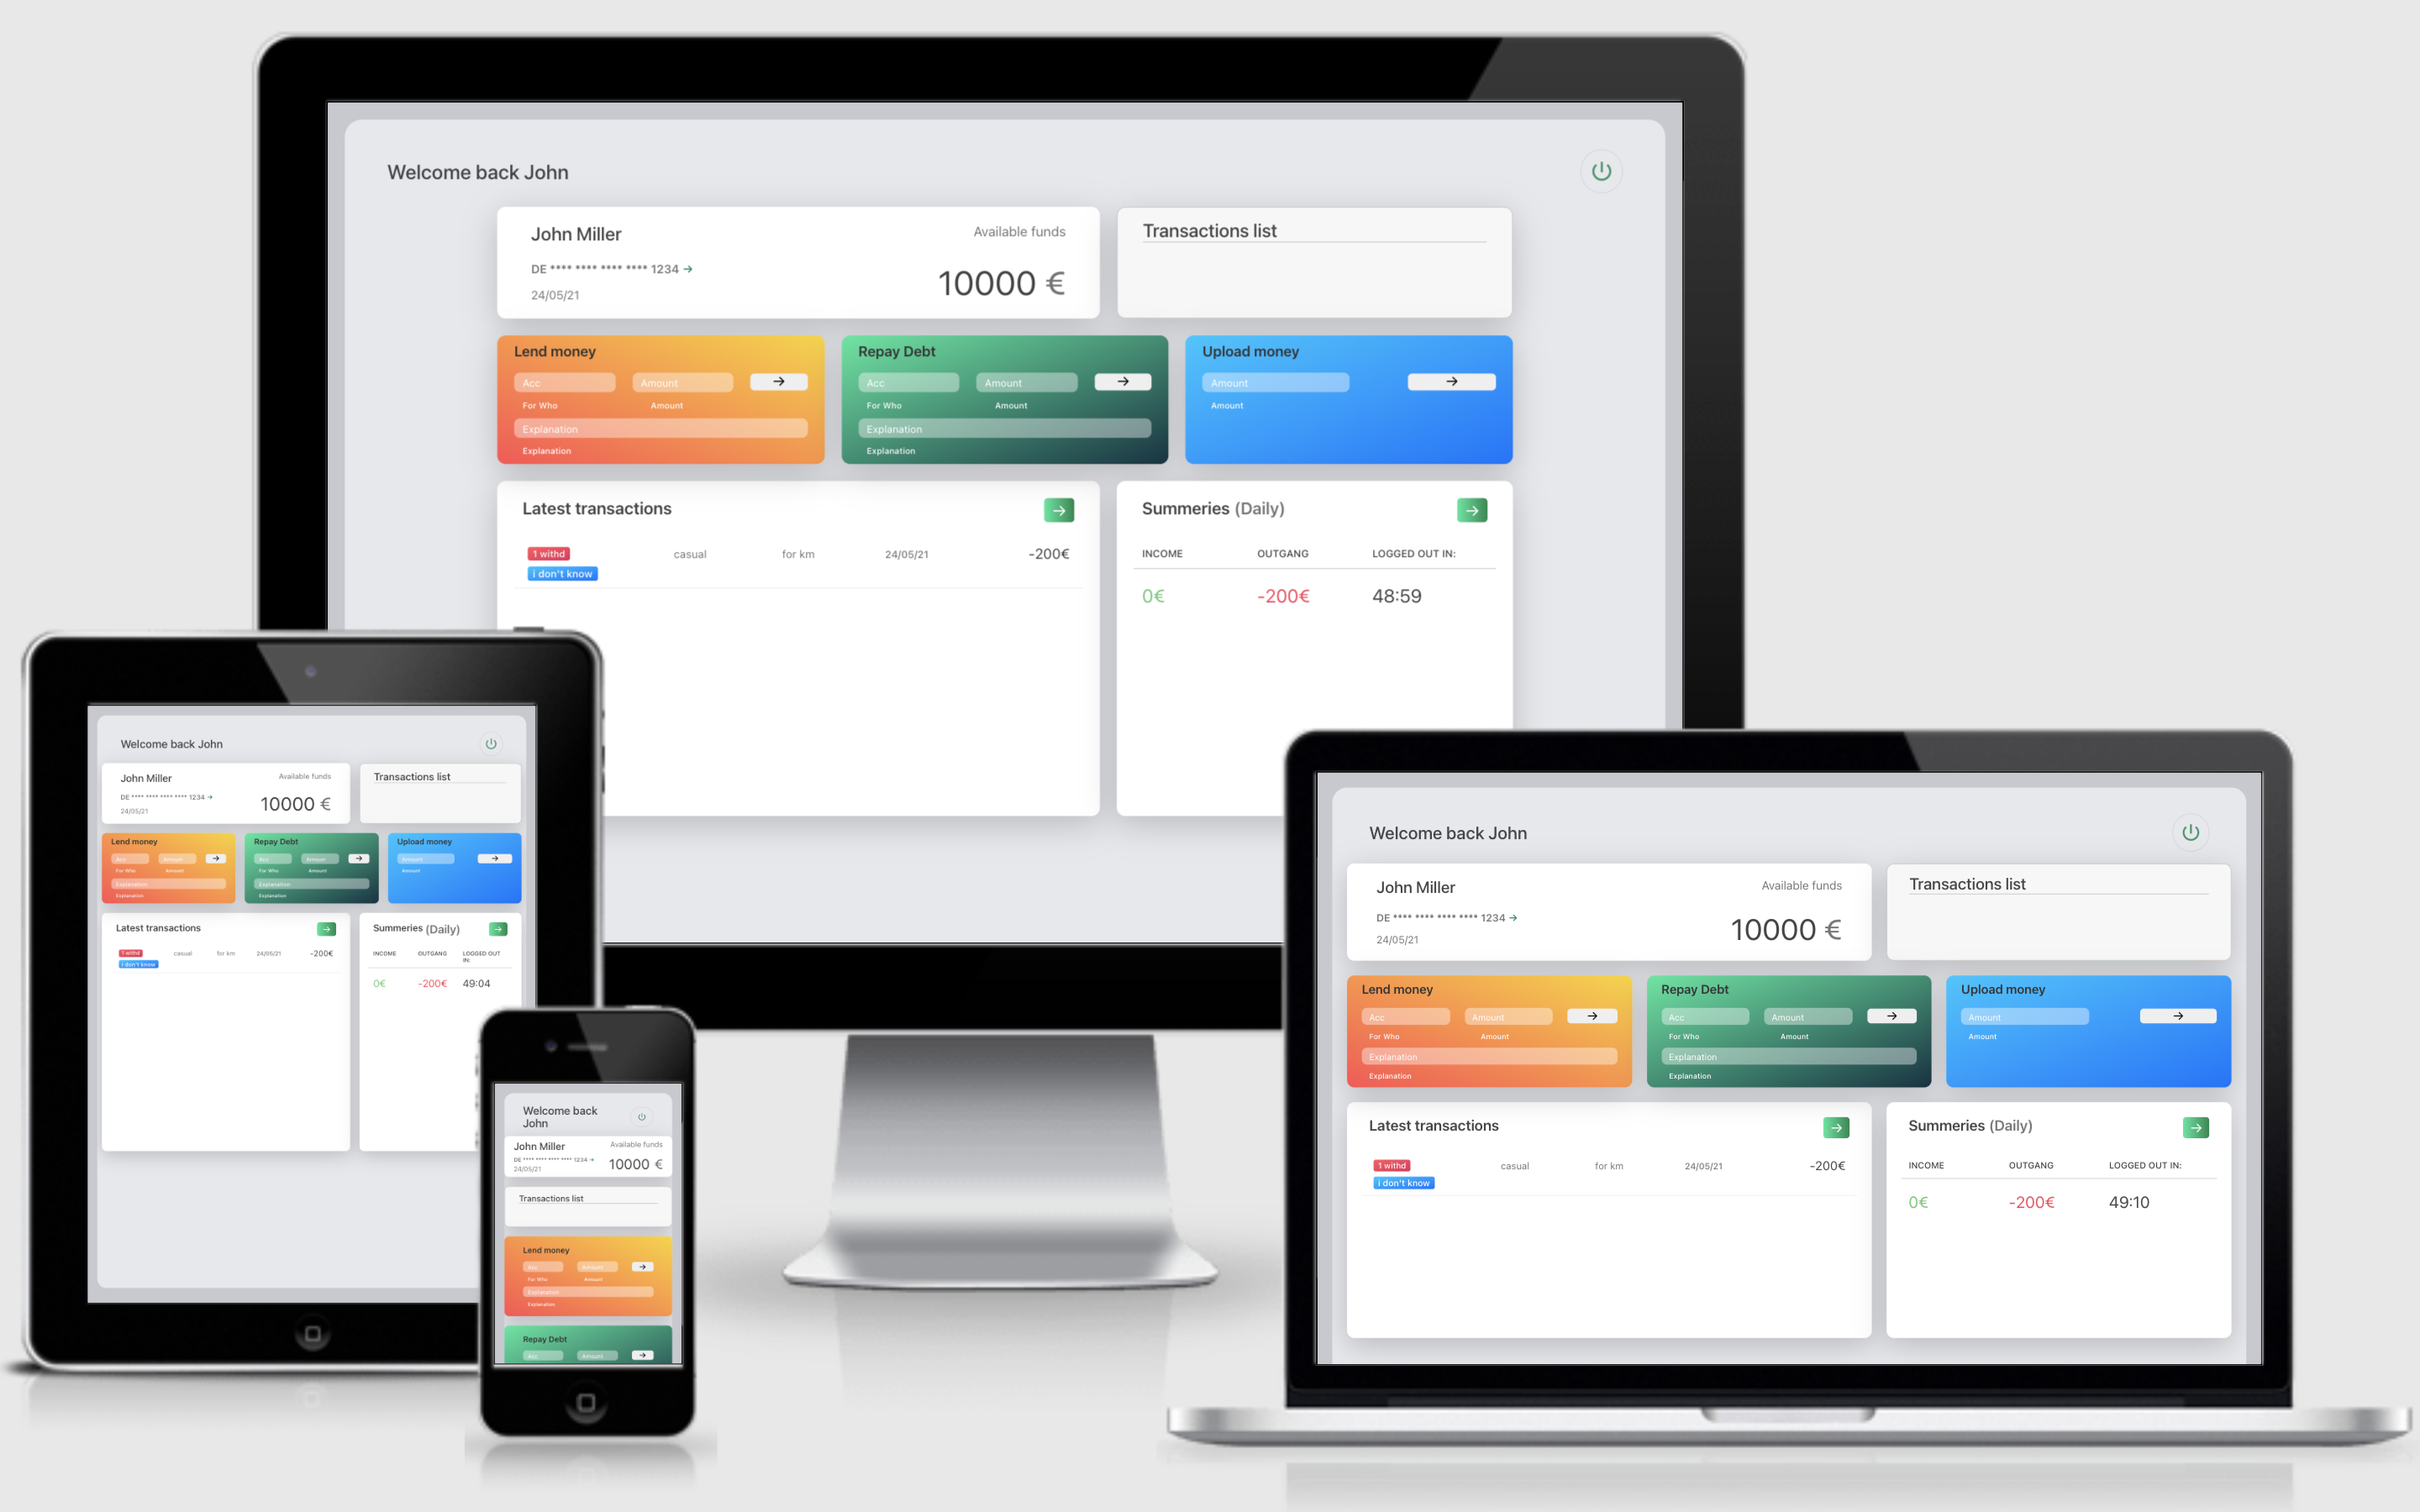 Welcome back John
John Miller
Available funds
DE **** **** **** **** 1234 →
10000 €
24/05/21
Transactions list
Lend money
Acc Amount →
For Who Amount
Explanation
Explanation
Repay Debt
Acc Amount →
For Who Amount
Explanation
Explanation
Upload money
Amount →
Amount
Latest transactions →
1 withd casual for km 24/05/21 -200€
i don't know
Summeries (Daily) →
INCOME OUTGANG LOGGED OUT IN:
0€ -200€ 48:59
Welcome back John
John Miller
Available funds
DE **** **** **** **** 1234 →
10000 €
24/05/21
Transactions list
Lend money
Acc Amount →
For Who Amount
Explanation
Explanation
Repay Debt
Acc Amount →
For Who Amount
Explanation
Explanation
Upload money
Amount →
Amount
Latest transactions →
1 withd casual for km 24/05/21 -200€
i don't know
Summeries (Daily) →
INCOME OUTGANG LOGGED OUT
IN:
0€ -200€ 49:04
Welcome back
John
John Miller
Available funds
DE **** **** **** **** 1234 →
10000 €
24/05/21
Transactions list
Lend money
Acc Amount →
For Who Amount
Explanation
Explanation
Repay Debt
Acc Amount →
Welcome back John
John Miller
Available funds
DE **** **** **** **** 1234 →
10000 €
24/05/21
Transactions list
Lend money
Acc Amount →
For Who Amount
Explanation
Explanation
Repay Debt
Acc Amount →
For Who Amount
Explanation
Explanation
Upload money
Amount →
Amount
Latest transactions →
1 withd casual for km 24/05/21 -200€
i don't know
Summeries (Daily) →
INCOME OUTGANG LOGGED OUT IN:
0€ -200€ 49:10